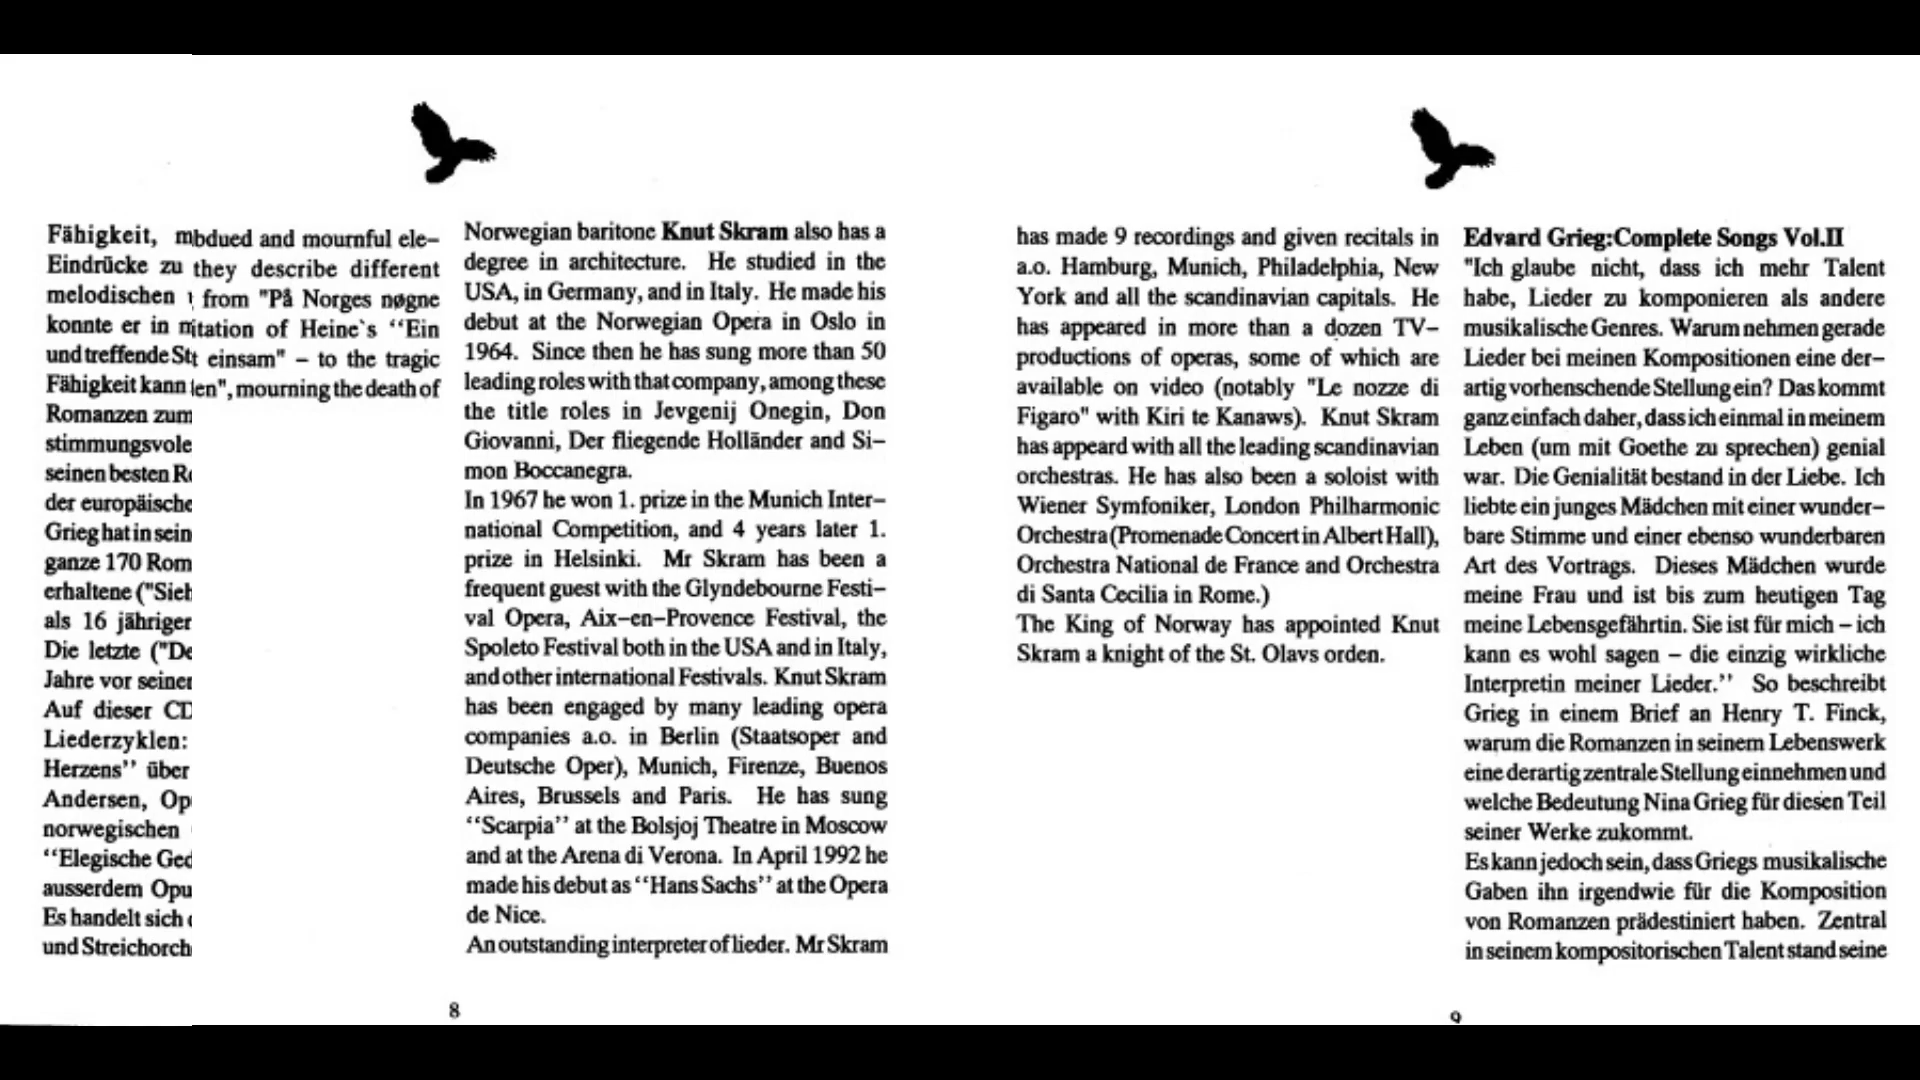 Fähigkeit,
Eindrücke zu
melodischen
konnte er in
und treffende
Fähigkeit kann
Romanzen zum
stimmungsvole
seinen besten
der europäische
Grieg hat in sein
ganze 170 Rom
erhaltene ("Sieh
als 16 jähriger
Die letzte ("De
Jahre vor seiner
Auf dieser CD
Liederzyklen:
Herzens'' über
Andersen, Op
norwegischen
‘‘Elegische Ged
ausserdem Opu
Es handelt sich
und Streichorch
bdued and mournful ele–
they describe different
from "På Norges nøgne
itation of Heine`s ‘‘Ein
einsam" – to the tragic
len", mourning the death of
Norwegian baritone Knut Skram also has a
degree in architecture. He studied in the
USA, in Germany, and in Italy. He made his
debut at the Norwegian Opera in Oslo in
1964. Since then he has sung more than 50
leading roles with that company, among these
the title roles in Jevgenij Onegin, Don
Giovanni, Der fliegende Holländer and Si–
mon Boccanegra.
In 1967 he won 1. prize in the Munich Inter–
national Competition, and 4 years later 1.
prize in Helsinki. Mr Skram has been a
frequent guest with the Glyndebourne Festi–
val Opera, Aix–en–Provence Festival, the
Spoleto Festival both in the USA and in Italy,
and other international Festivals. Knut Skram
has been engaged by many leading opera
companies a.o. in Berlin (Staatsoper and
Deutsche Oper), Munich, Firenze, Buenos
Aires, Brussels and Paris. He has sung
‘‘Scarpia’’ at the Bolsjoj Theatre in Moscow
and at the Arena di Verona. In April 1992 he
made his debut as ‘‘Hans Sachs’’ at the Opera
de Nice.
An outstanding interpreter of lieder. Mr Skram
8
has made 9 recordings and given recitals in
a.o. Hamburg, Munich, Philadelphia, New
York and all the scandinavian capitals. He
has appeared in more than a dozen TV–
productions of operas, some of which are
available on video (notably "Le nozze di
Figaro" with Kiri te Kanaws). Knut Skram
has appeard with all the leading scandinavian
orchestras. He has also been a soloist with
Wiener Symfoniker, London Philharmonic
Orchestra (Promenade Concert in Albert Hall),
Orchestra National de France and Orchestra
di Santa Cecilia in Rome.)
The King of Norway has appointed Knut
Skram a knight of the St. Olavs orden.
Edvard Grieg:Complete Songs Vol.II
"Ich glaube nicht, dass ich mehr Talent
habe, Lieder zu komponieren als andere
musikalische Genres. Warum nehmen gerade
Lieder bei meinen Kompositionen eine der–
artig vorhenschende Stellung ein? Das kommt
ganz einfach daher, dass ich einmal in meinem
Leben (um mit Goethe zu sprechen) genial
war. Die Genialität bestand in der Liebe. Ich
liebte ein junges Mädchen mit einer wunder–
bare Stimme und einer ebenso wunderbaren
Art des Vortrags. Dieses Mädchen wurde
meine Frau und ist bis zum heutigen Tag
meine Lebensgefährtin. Sie ist für mich – ich
kann es wohl sagen – die einzig wirkliche
Interpretin meiner Lieder.’’ So beschreibt
Grieg in einem Brief an Henry T. Finck,
warum die Romanzen in seinem Lebenswerk
eine derartig zentrale Stellung einnehmen und
welche Bedeutung Nina Grieg für diesen Teil
seiner Werke zukommt.
Es kann jedoch sein, dass Griegs musikalische
Gaben ihn irgendwie für die Komposition
von Romanzen prädestiniert haben. Zentral
in seinem kompositorischen Talent stand seine
9